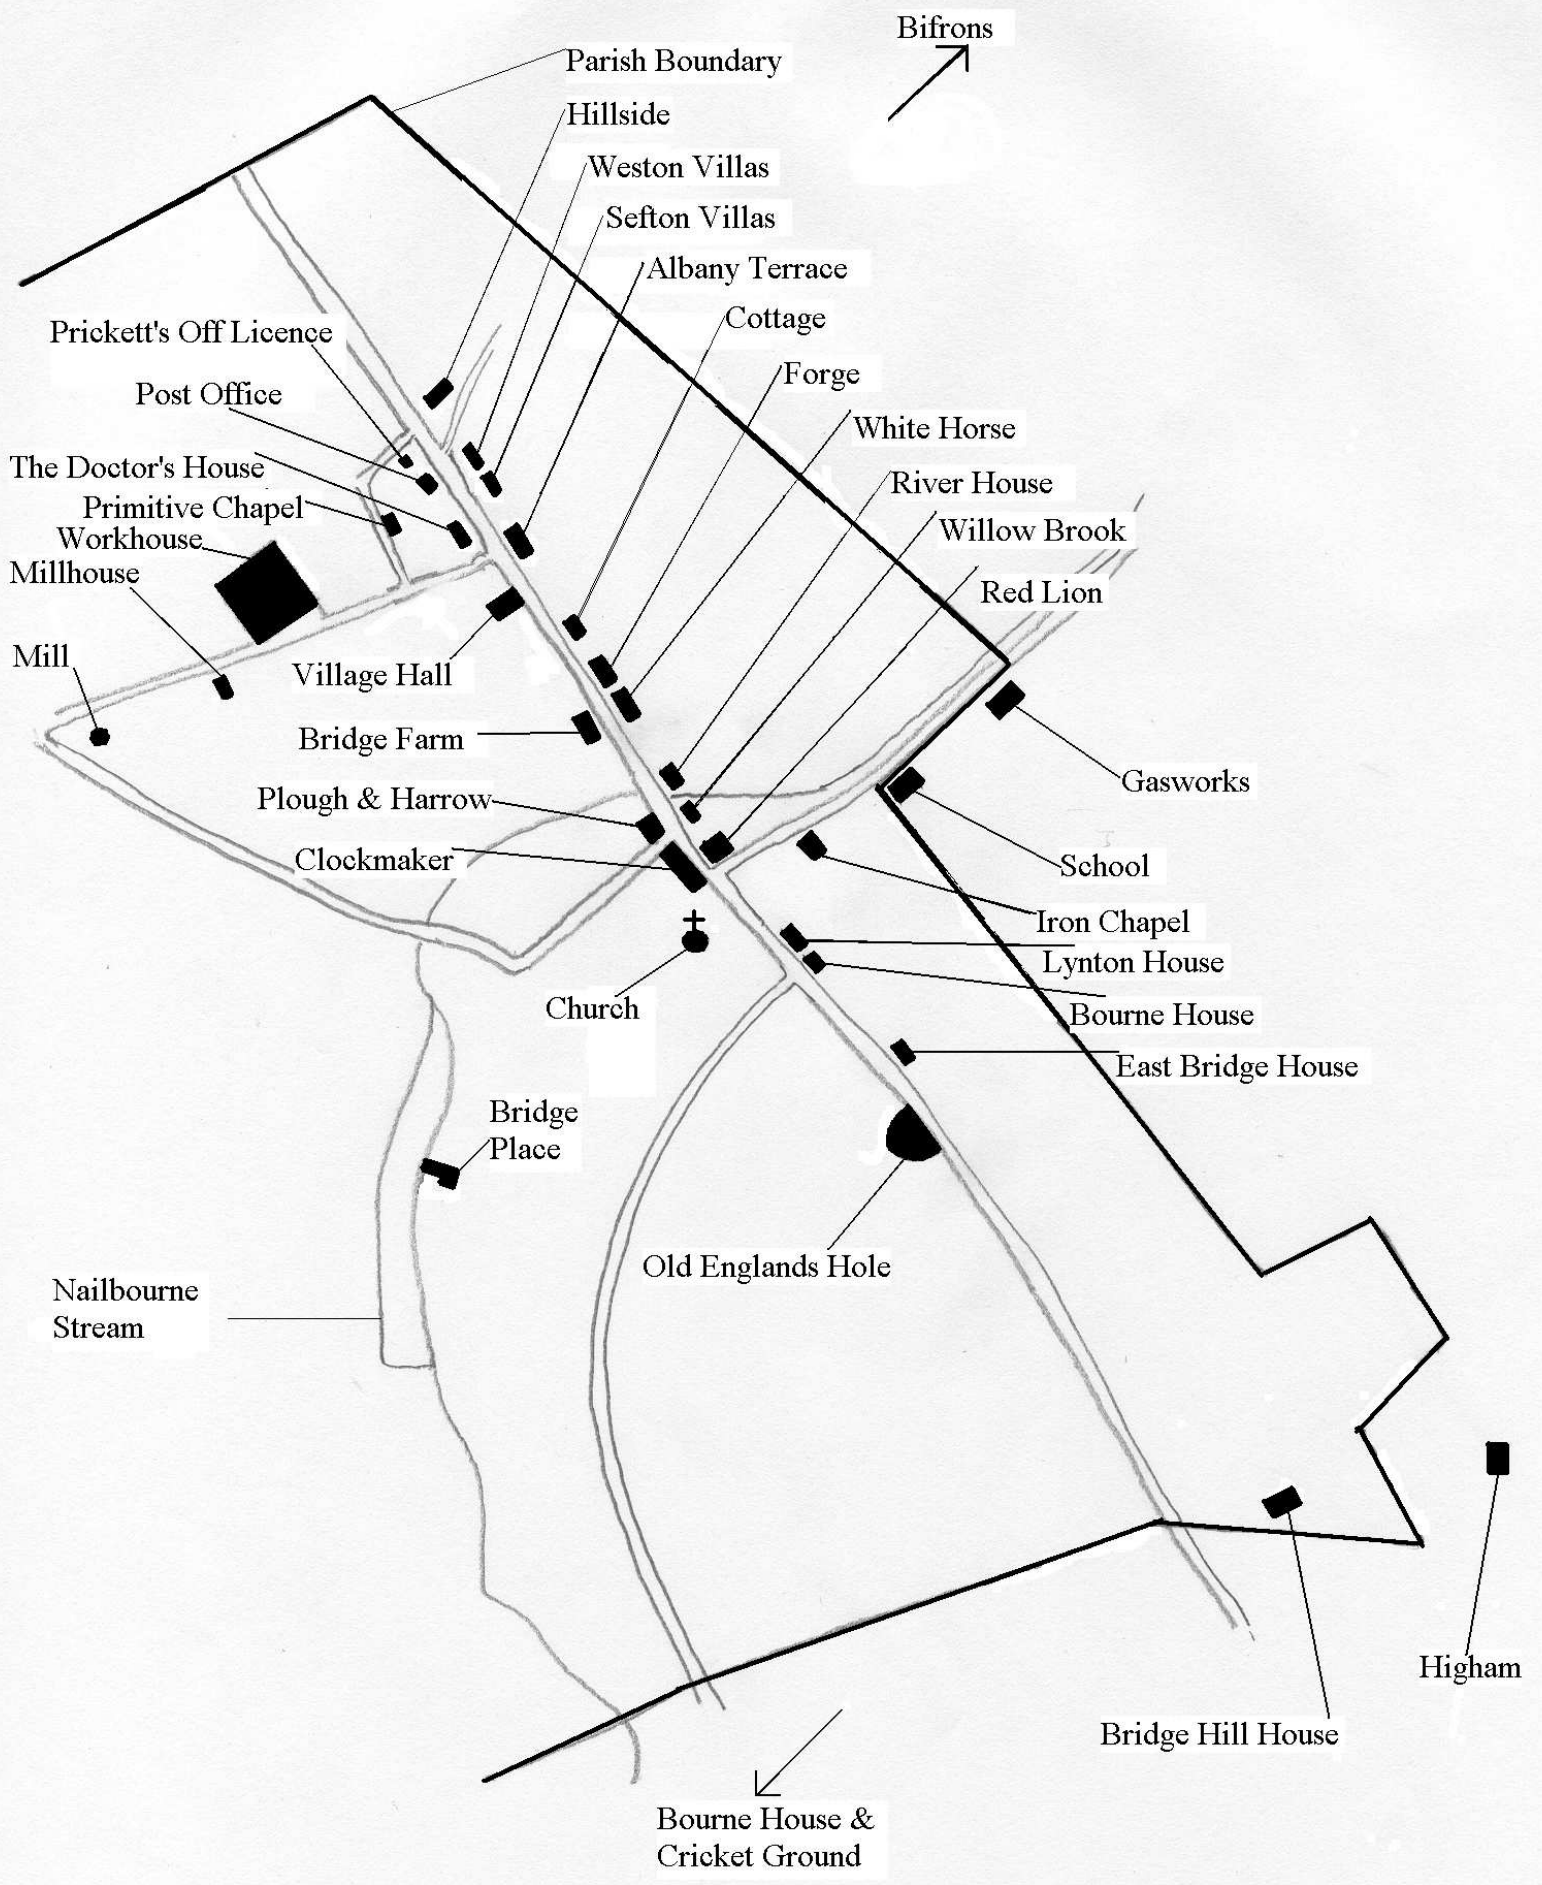 Bifrons
Parish Boundary
Hillside
Weston Villas
Sefton Villas
Albany Terrace
Cottage
Prickett's Off Licence
Forge
Post Office
White Horse
The Doctor's House
River House
Primitive Chapel
Willow Brook
Workhouse
Millhouse
Red Lion
Mill
Village Hall
Bridge Farm
Gasworks
Plough & Harrow
Clockmaker
School
Iron Chapel
Lynton House
Church
Bourne House
East Bridge House
Bridge
Place
Old Englands Hole
Nailbourne
Stream
Higham
Bridge Hill House
Bourne House &
Cricket Ground